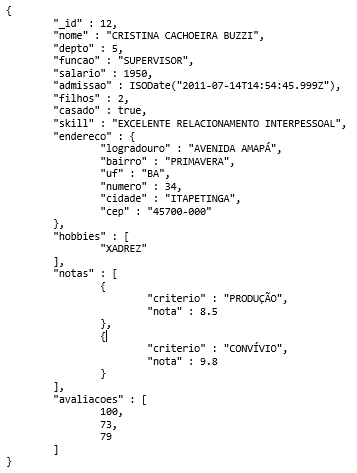 {
"_id" : 12,
"nome" : "CRISTINA CACHOEIRA BUZZI",
"depto" : 5,
"funcao" : "SUPERVISOR",
"salario" : 1950,
"admissao" : ISODate("2011-07-14T14:54:45.999Z"),
"filhos" : 2,
"casado" : true,
"skill" : "EXCELENTE RELACIONAMENTO INTERPESSOAL",
"endereco" : {
"logradouro" : "AVENIDA AMAPÁ",
"bairro" : "PRIMAVERA",
"uf" : "BA",
"numero" : 34,
"cidade" : "ITAPETINGA",
"cep" : "45700-000"
},
"hobbies" : [
"XADREZ"
],
"notas" : [
{
"criterio" : "PRODUÇÃO",
"nota" : 8.5
},
{
"criterio" : "CONVÍVIO",
"nota" : 9.8
}
],
"avaliacoes" : [
100,
73,
79
]
}